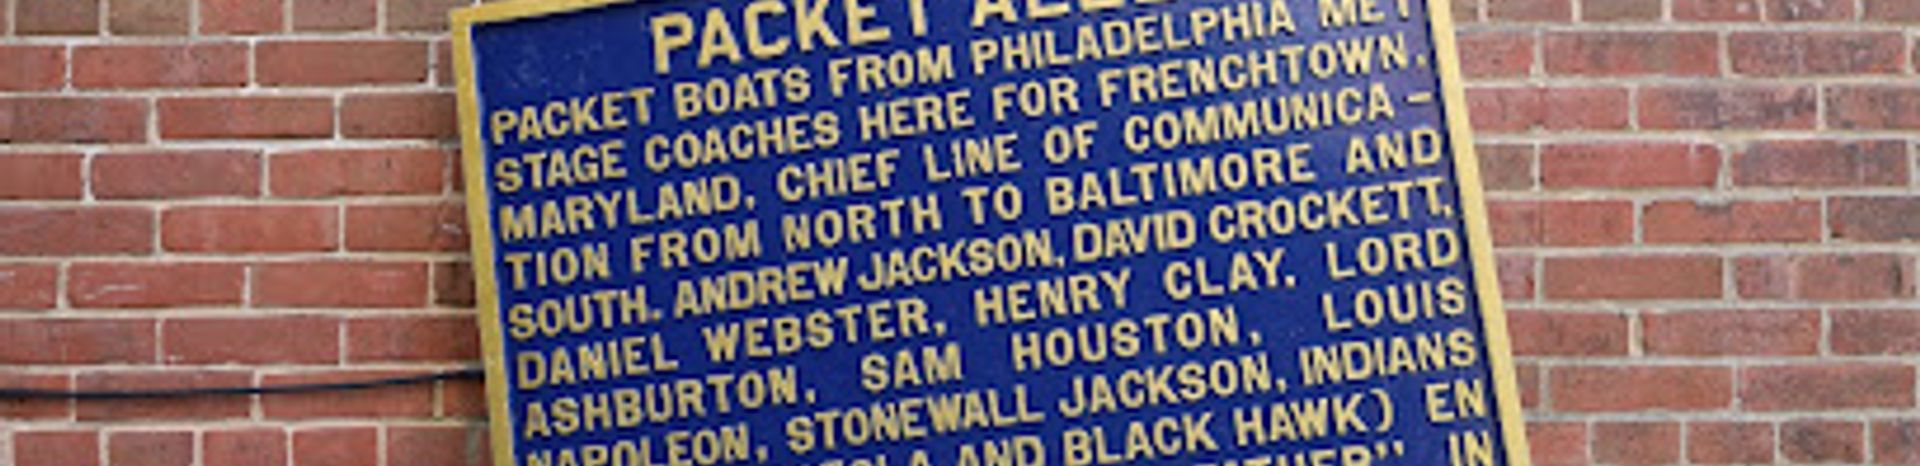 PACKET
PACKET BOATS FROM PHILADELPHIA MET
STAGE COACHES HERE FOR FRENCHTOWN,
MARYLAND. CHIEF LINE OF COMMUNICA-
TION FROM NORTH TO BALTIMORE AND
SOUTH. ANDREW JACKSON, DAVID CROCKETT,
DANIEL WEBSTER, HENRY CLAY, LORD
ASHBURTON, SAM HOUSTON, LOUIS
NAPOLEON, STONEWALL JACKSON, INDIANS
AND BLACK HAWK) EN
IN